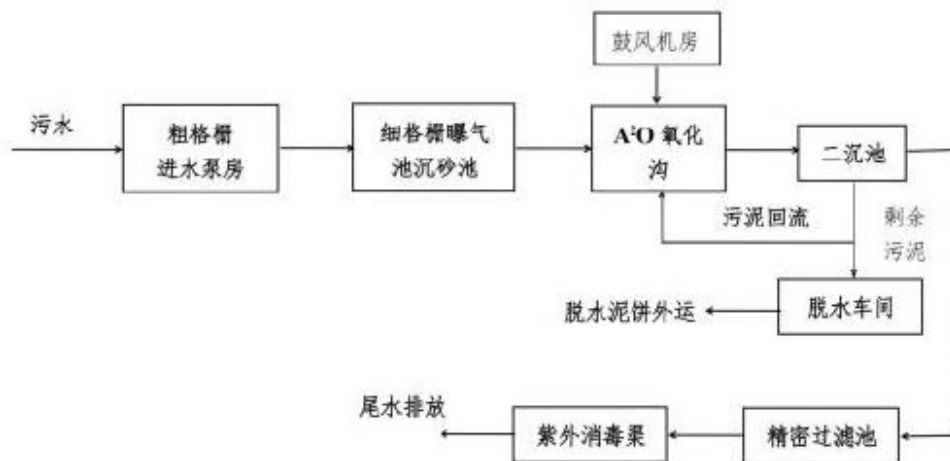 鼓风机房
污水
粗格栅
进水泵房
细格栅曝气
池沉砂池
A²O 氧化
沟
二沉池
污泥回流
剩余
污泥
脱水泥饼外运
脱水车间
尾水排放
紫外消毒渠
精密过滤池